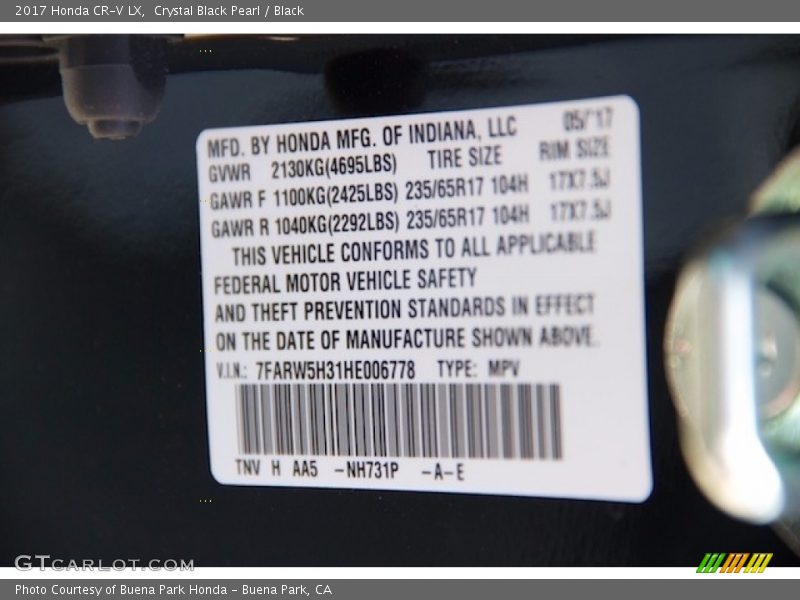 2017 Honda CR-V LX,  Crystal Black Pearl / Black
MFD. BY HONDA MFG. OF INDIANA, LLC 05/'17
GVWR 2130KG(4695LBS) TIRE SIZE RIM SIZE
GAWR F 1100KG(2425LBS) 235/65R17 104H 17X7.5J
GAWR R 1040KG(2292LBS) 235/65R17 104H 17X7.5J
THIS VEHICLE CONFORMS TO ALL APPLICABLE
FEDERAL MOTOR VEHICLE SAFETY
AND THEFT PREVENTION STANDARDS IN EFFECT
ON THE DATE OF MANUFACTURE SHOWN ABOVE.
V.I.N.: 7FARW5H31HE006778 TYPE: MPV
TNV H AA5 -NH731P -A-E
GTCARLOT.COM
Photo Courtesy of Buena Park Honda - Buena Park, CA